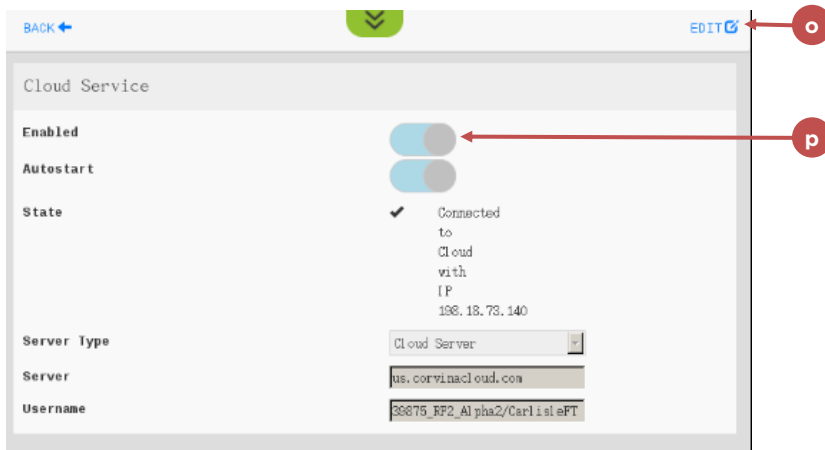 BACK
EDIT
o
Cloud Service
Enabled
p
Autostart
State
Connected
to
Cloud
with
IP
198.18.73.140
Server Type
Cloud Server
Server
us.corvinacloud.com
Username
39875_RP2_Alpha2/CarlisleFT